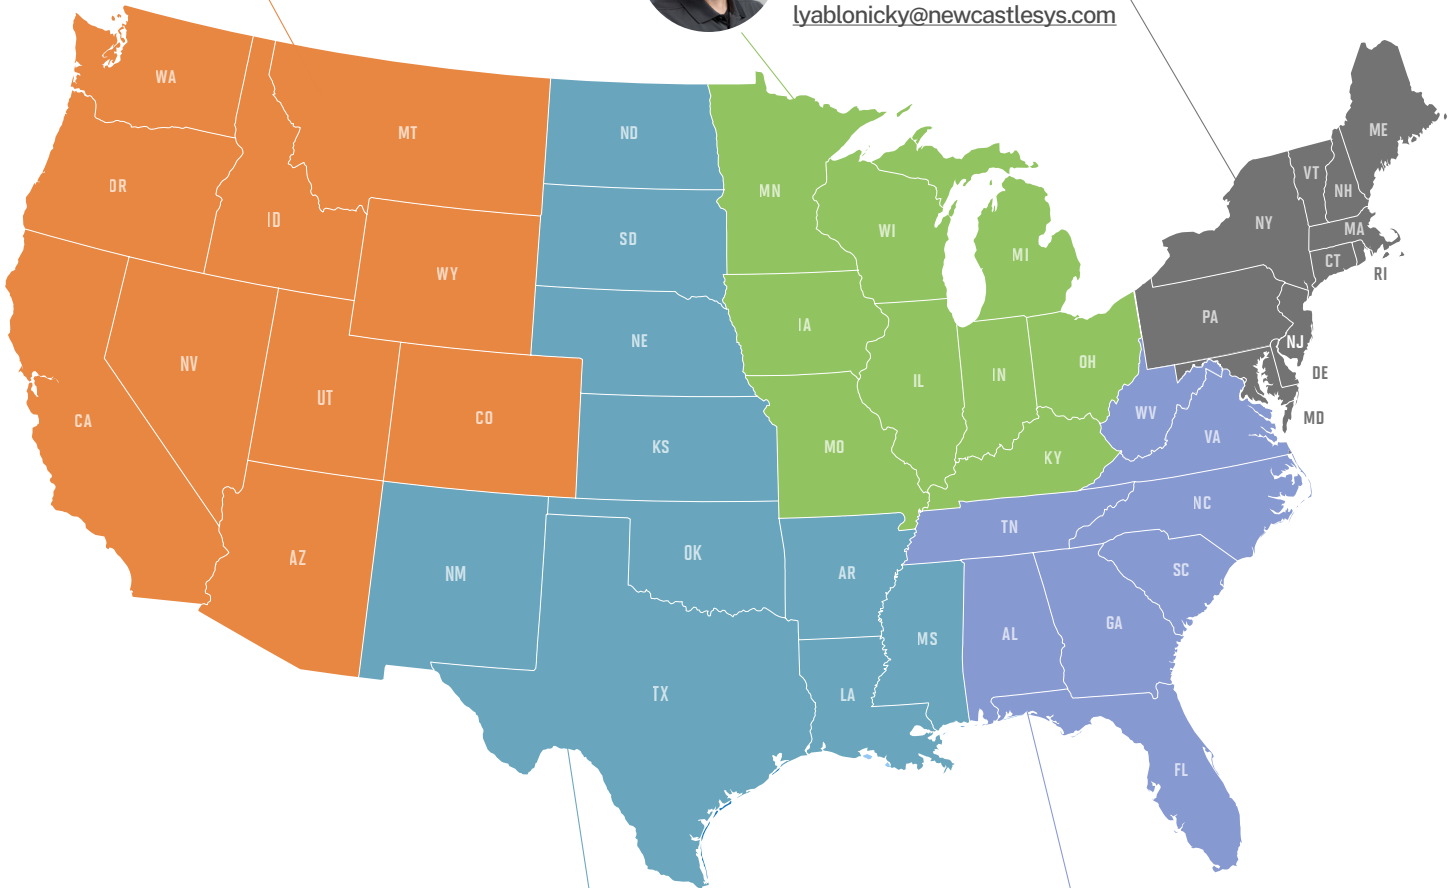 lyablonicky@newcastlesys.com
WA
MT
ND
ME
OR
MN
VT
NH
ID
NY
MA
WI
SD
MI
CT
RI
WY
PA
IA
NE
NJ
NV
OH
DE
IN
IL
UT
CO
CA
WV
MD
VA
KS
MO
KY
NC
TN
AZ
OK
NM
AR
SC
GA
AL
MS
TX
LA
FL